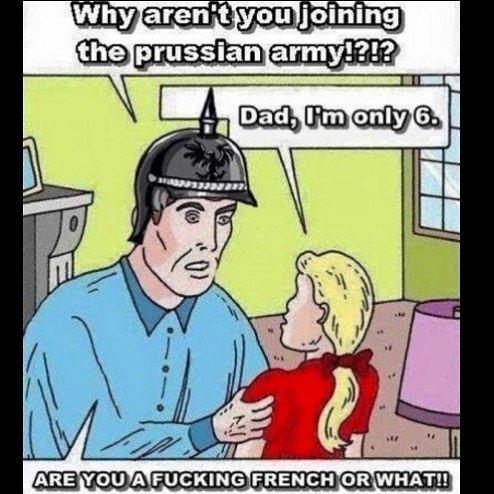 Why aren't you joining
the prussian army!?!?
Dad, I'm only 6.
ARE YOU A FUCKING FRENCH OR WHAT!!